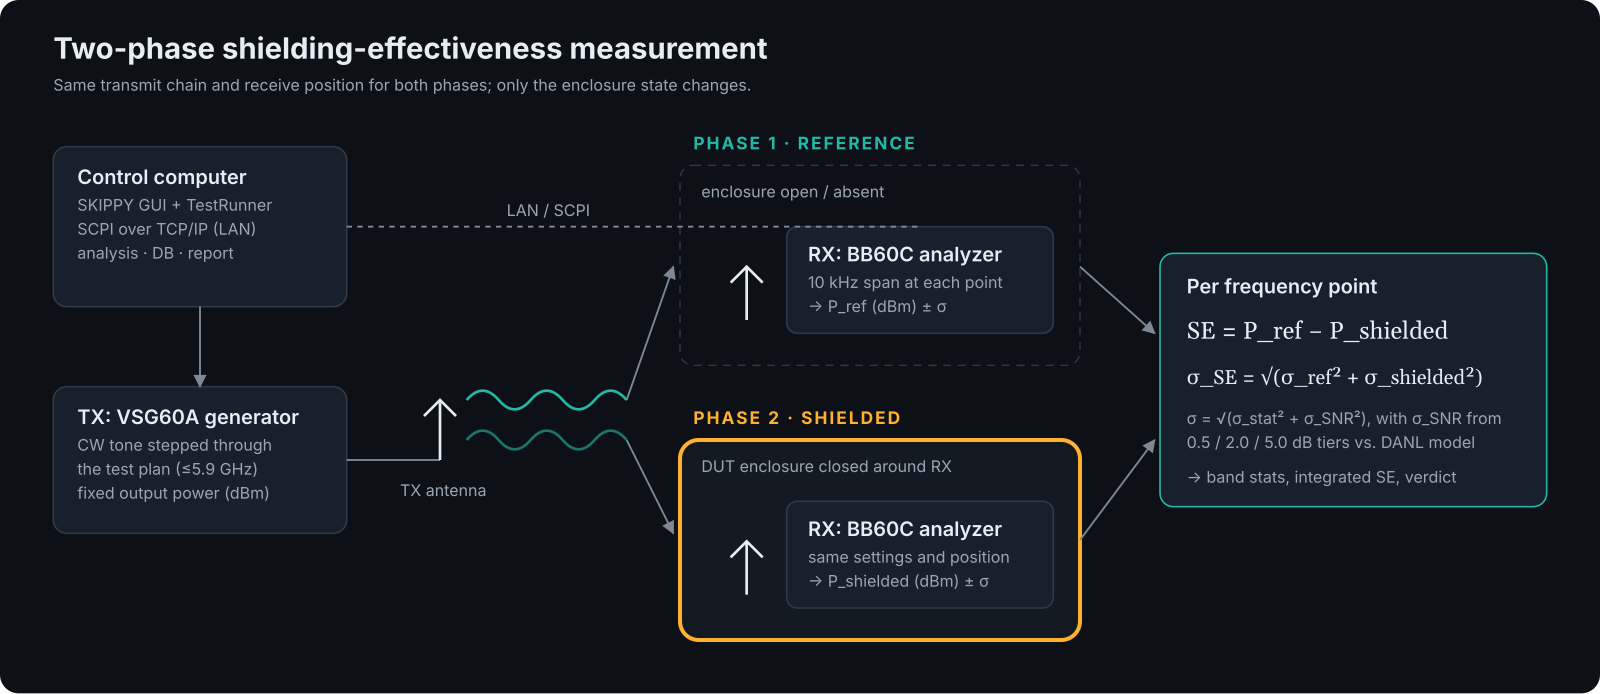 Two-phase shielding-effectiveness measurement
Same transmit chain and receive position for both phases; only the enclosure state changes.
Control computer
SKIPPY GUI + TestRunner
SCPI over TCP/IP (LAN)
analysis · DB · report
LAN / SCPI
TX: VSG60A generator
CW tone stepped through
the test plan (≤5.9 GHz)
fixed output power (dBm)
TX antenna
PHASE 1 · REFERENCE
enclosure open / absent
RX: BB60C analyzer
10 kHz span at each point
→ P_ref (dBm) ± σ
PHASE 2 · SHIELDED
DUT enclosure closed around RX
RX: BB60C analyzer
same settings and position
→ P_shielded (dBm) ± σ
Per frequency point
SE = P_ref − P_shielded
σ_SE = √(σ_ref² + σ_shielded²)
σ = √(σ_stat² + σ_SNR²), with σ_SNR from
0.5 / 2.0 / 5.0 dB tiers vs. DANL model
→ band stats, integrated SE, verdict